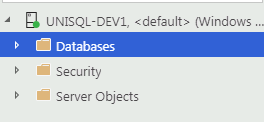 UNISQL-DEV1, <default> (Windows ...
Databases
Security
Server Objects